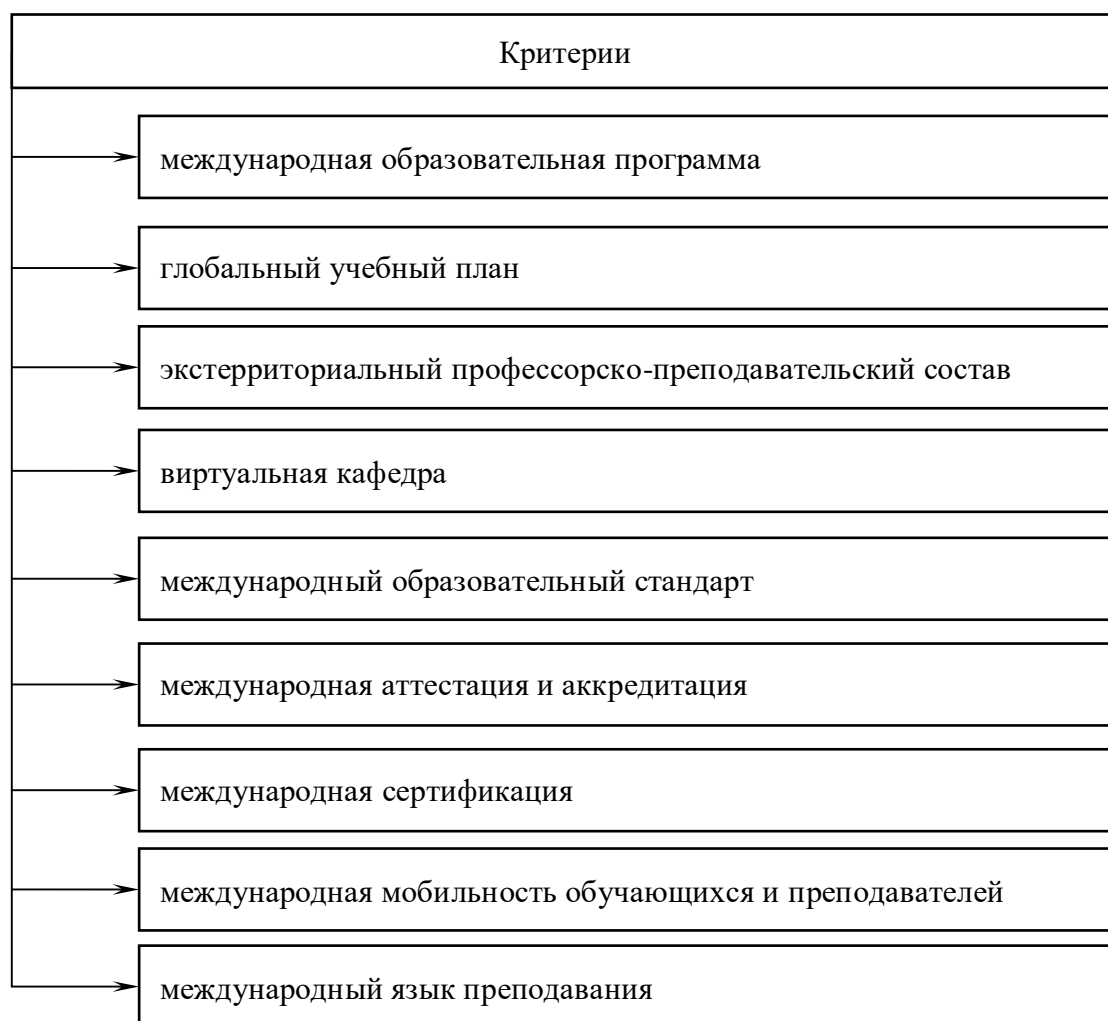 Критерии
международная образовательная программа
глобальный учебный план
экстерриториальный профессорско-преподавательский состав
виртуальная кафедра
международный образовательный стандарт
международная аттестация и аккредитация
международная сертификация
международная мобильность обучающихся и преподавателей
международный язык преподавания